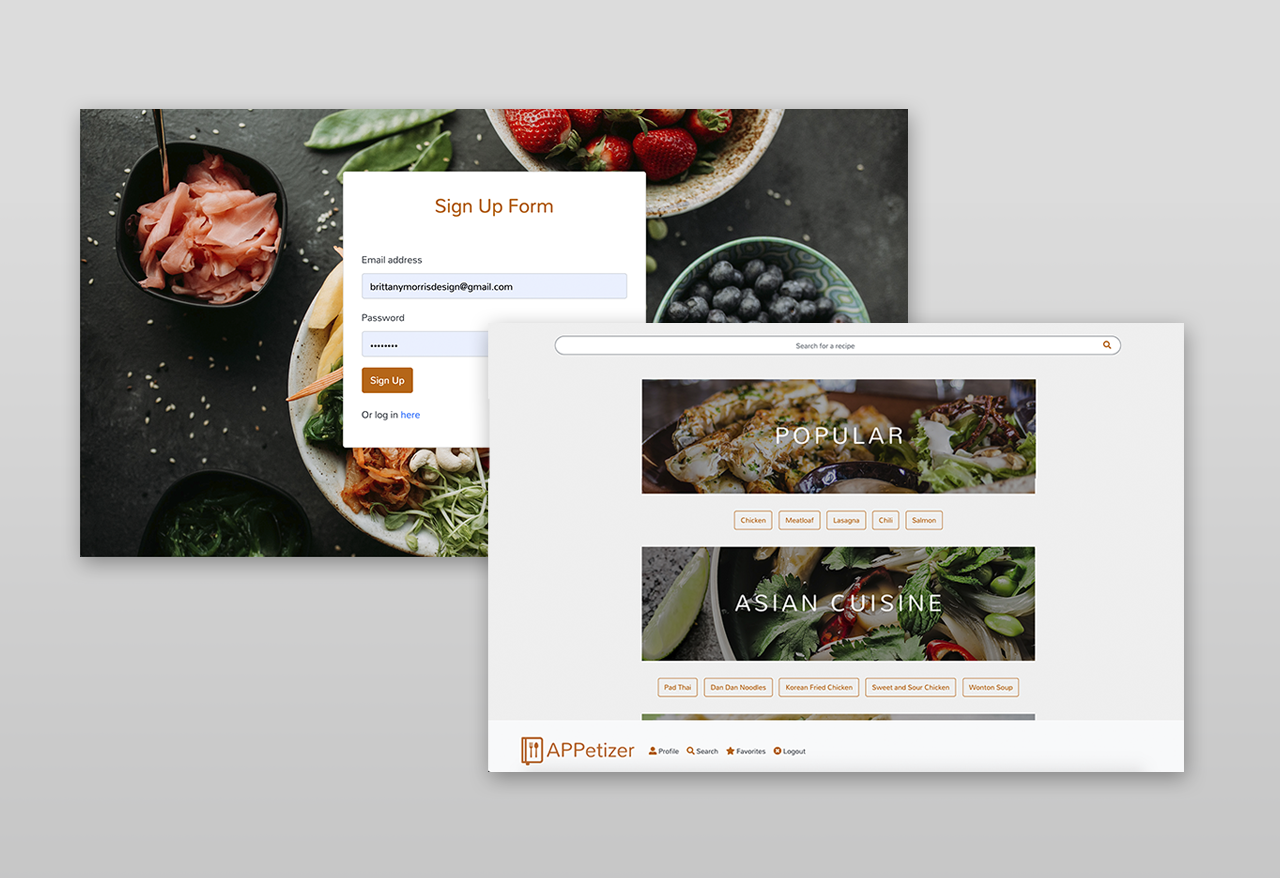 Sign Up Form
Email address
brittanymorrisdesign@gmail.com
Password
••••••••
Sign Up
Or log in here
Search for a recipe
POPULAR
Chicken Meatloaf Lasagna Chili Salmon
ASIAN CUISINE
Pad Thai Dan Dan Noodles Korean Fried Chicken Sweet and Sour Chicken Wonton Soup
APPetizer Profile Search Favorites Logout